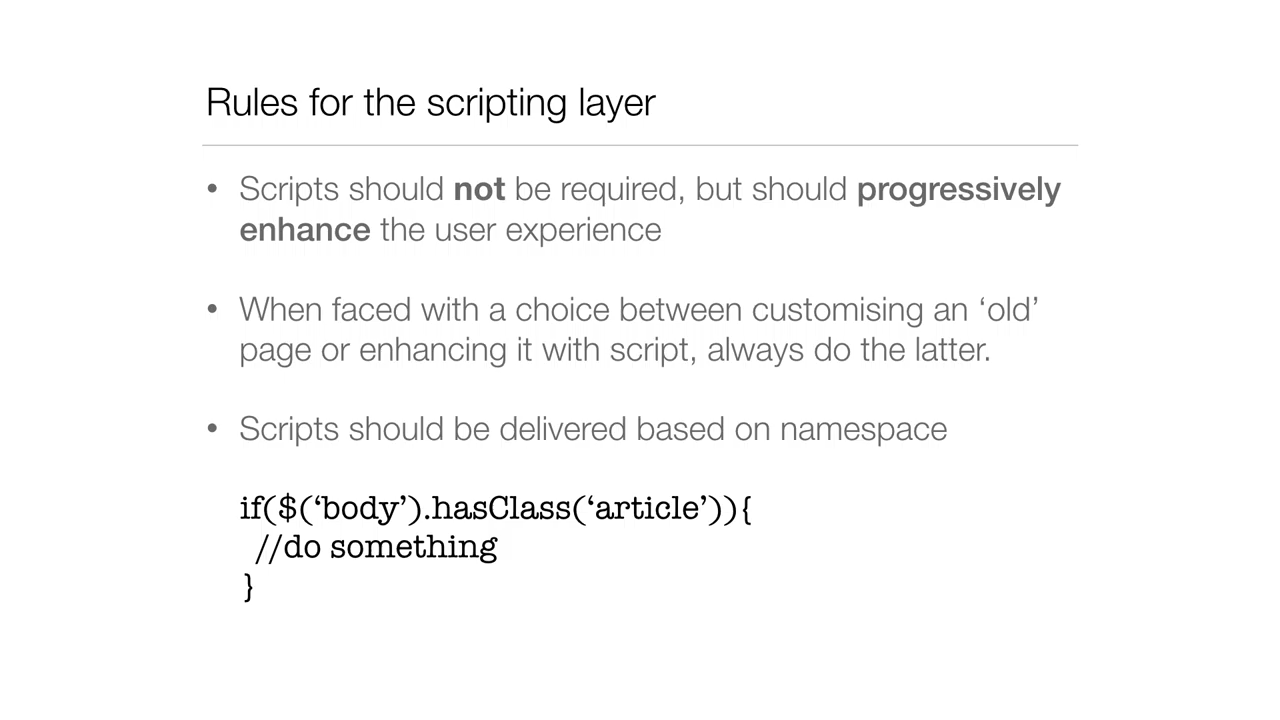 Rules for the scripting layer
• Scripts should not be required, but should progressively
enhance the user experience
• When faced with a choice between customising an ‘old’
page or enhancing it with script, always do the latter.
• Scripts should be delivered based on namespace
if($(‘body’).hasClass(‘article’)){
//do something
}